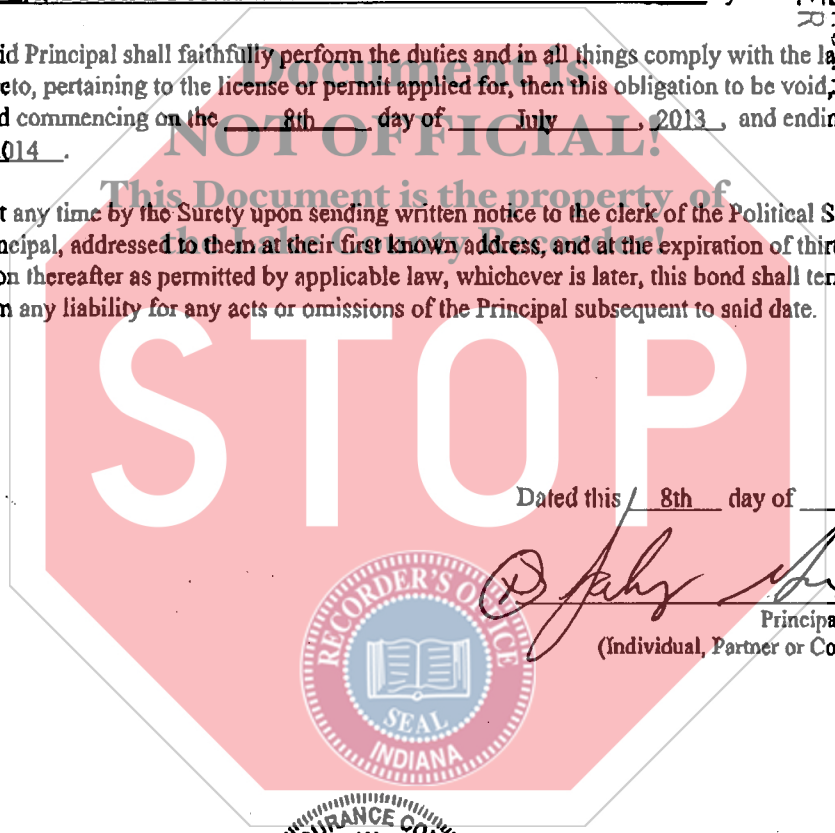 ER
id Principal shall faithfully perform the duties and in all things comply with the la
eto, pertaining to the license or permit applied for, then this obligation to be void,
d commencing on the 8th day of July, 2013, and endin
014.
t any time by the Surety upon sending written notice to the clerk of the Political S
ncipal, addressed to them at their first known address, and at the expiration of thirt
on thereafter as permitted by applicable law, whichever is later, this bond shall ter
m any liability for any acts or omissions of the Principal subsequent to said date.
Document is
NOT OFFICIAL!
This Document is the property of
the Lake County Recorder!
STOP
Dated this 8th day of
Principa
(Individual, Partner or Co
RECORDER'S OFFICE
SEAL
INDIANA
URANCE CO